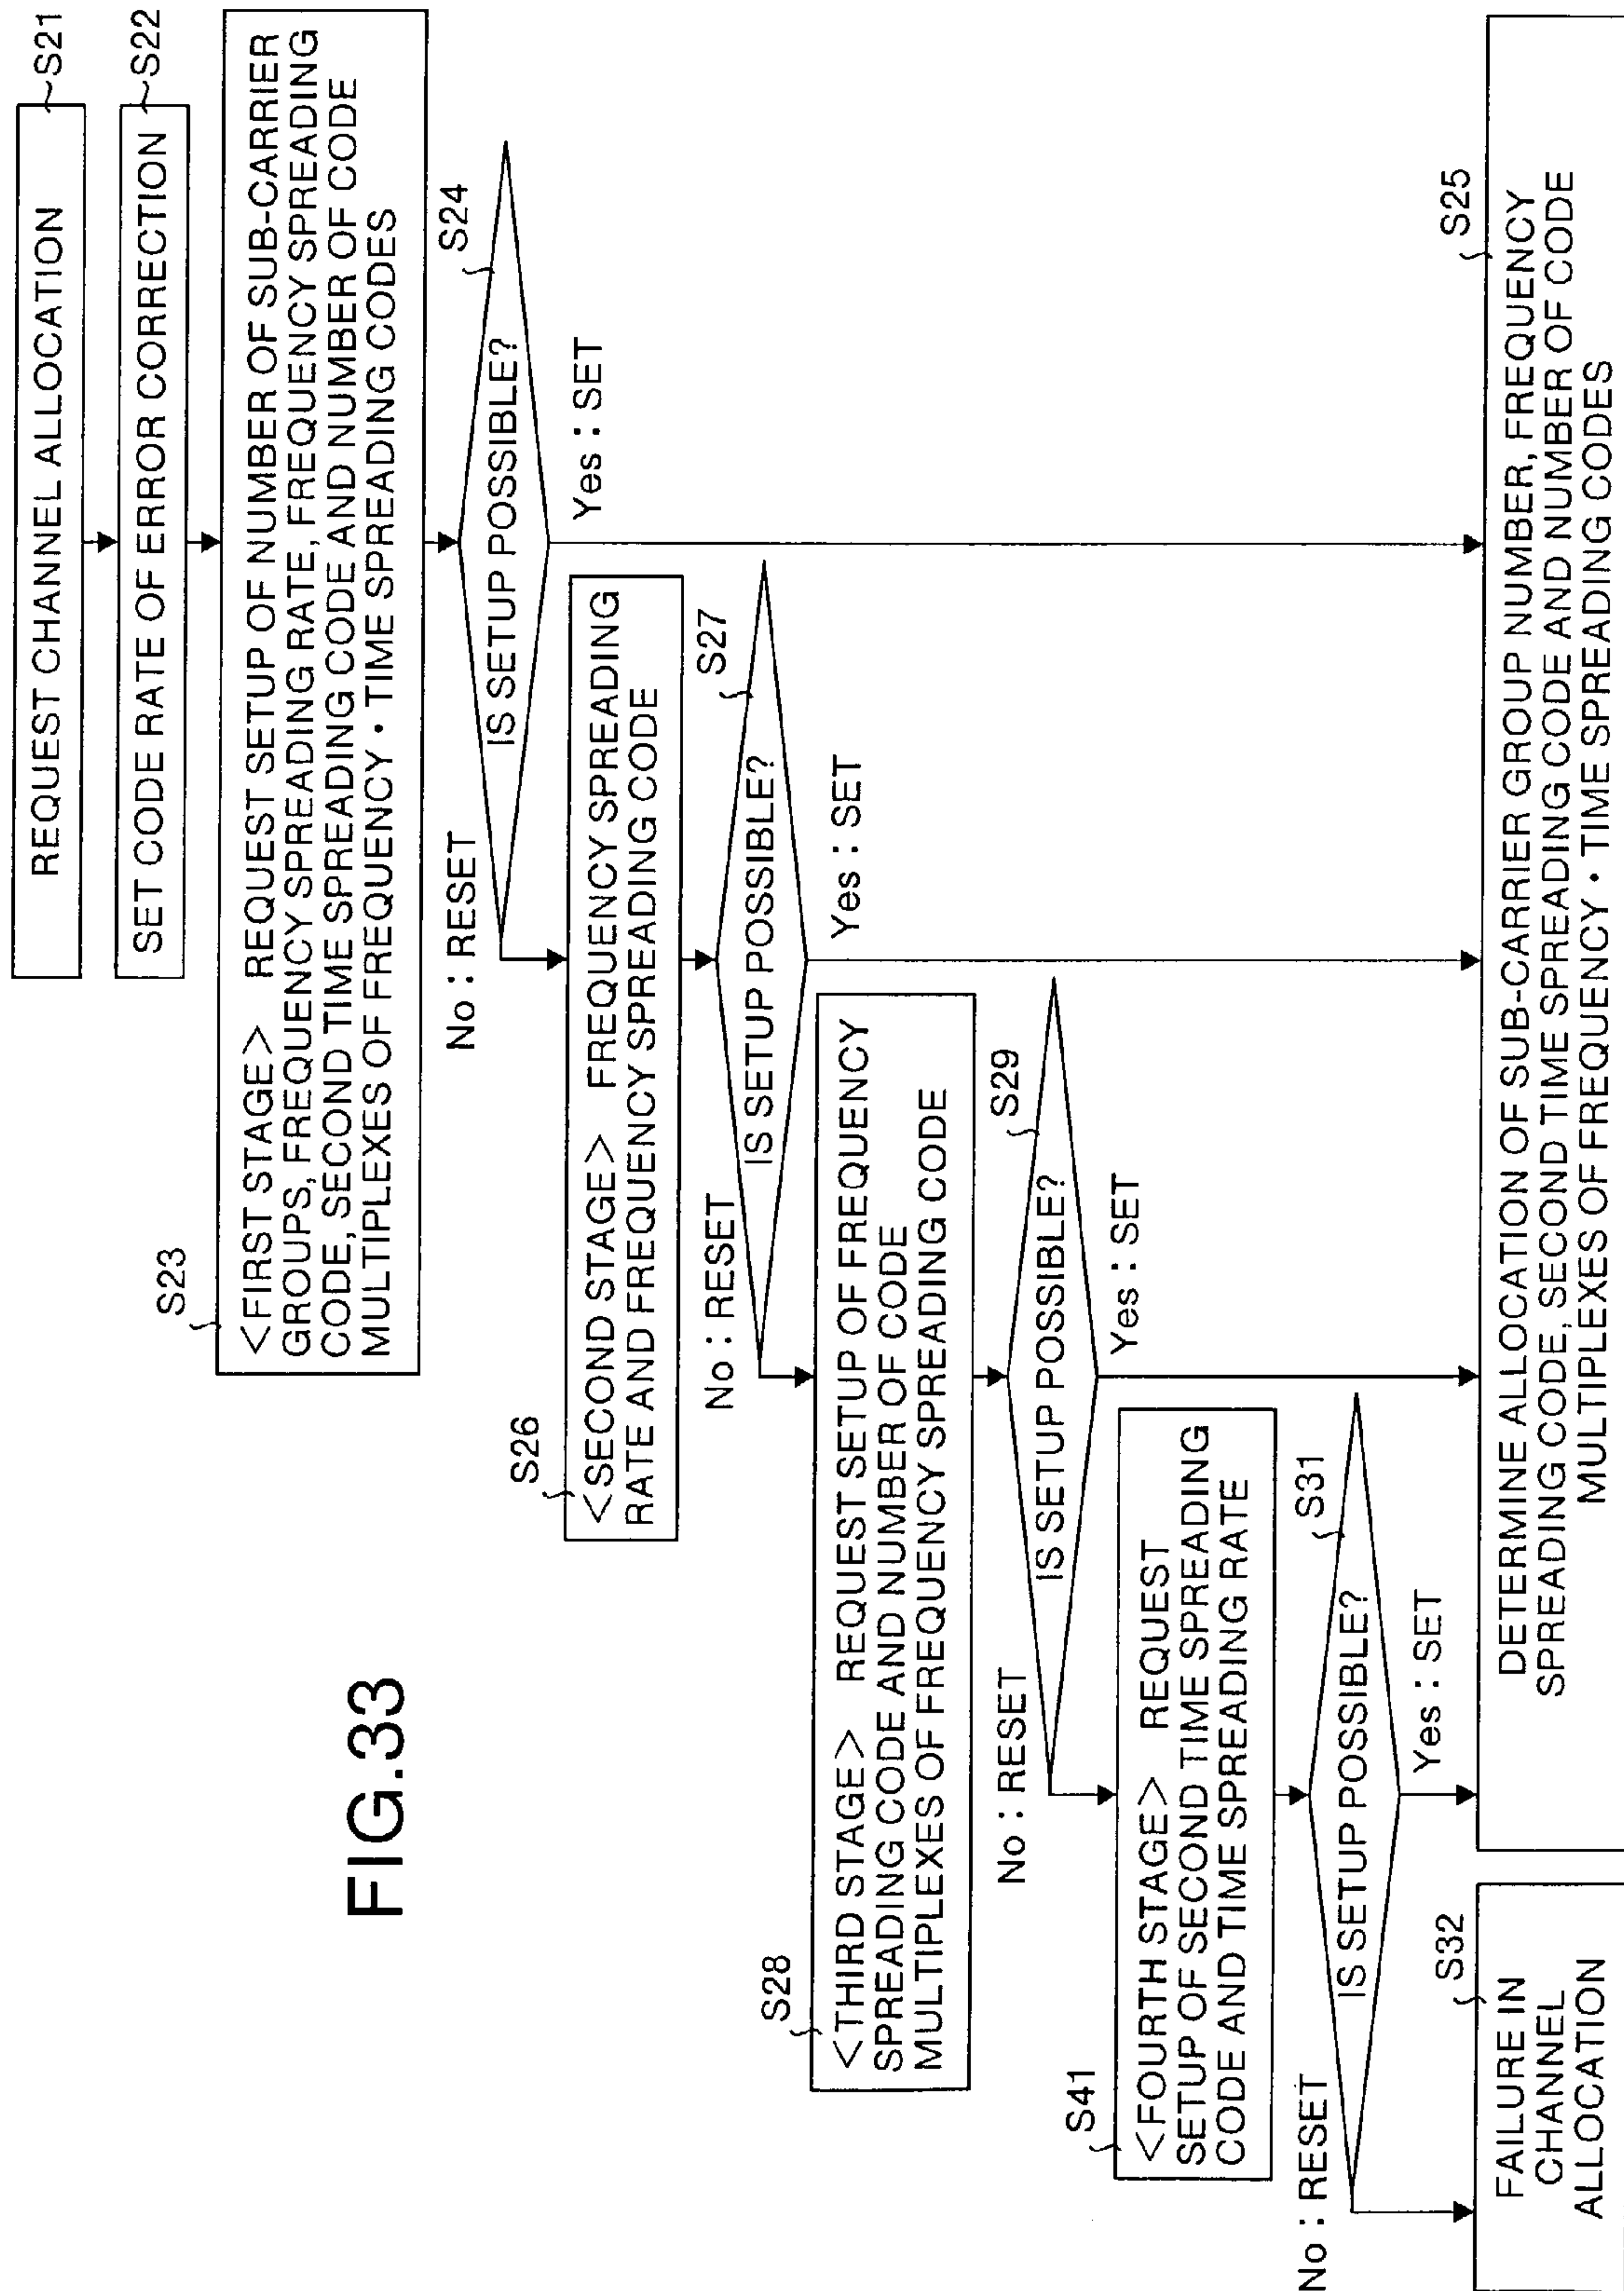 FIG.33
REQUEST CHANNEL ALLOCATION
S21
SET CODE RATE OF ERROR CORRECTION
S22
S23
<FIRST STAGE> REQUEST SETUP OF NUMBER OF SUB-CARRIER
GROUPS, FREQUENCY SPREADING RATE, FREQUENCY SPREADING
CODE, SECOND TIME SPREADING CODE AND NUMBER OF CODE
MULTIPLEXES OF FREQUENCY • TIME SPREADING CODES
S24
IS SETUP POSSIBLE?
No : RESET
Yes : SET
S26
<SECOND STAGE> FREQUENCY SPREADING
RATE AND FREQUENCY SPREADING CODE
S27
IS SETUP POSSIBLE?
No : RESET
Yes : SET
S28
<THIRD STAGE> REQUEST SETUP OF FREQUENCY
SPREADING CODE AND NUMBER OF CODE
MULTIPLEXES OF FREQUENCY SPREADING CODE
S29
IS SETUP POSSIBLE?
No : RESET
Yes : SET
S41
<FOURTH STAGE> REQUEST
SETUP OF SECOND TIME SPREADING
CODE AND TIME SPREADING RATE
S31
IS SETUP POSSIBLE?
No : RESET
Yes : SET
S32
FAILURE IN
CHANNEL
ALLOCATION
S25
DETERMINE ALLOCATION OF SUB-CARRIER GROUP NUMBER, FREQUENCY
SPREADING CODE, SECOND TIME SPREADING CODE AND NUMBER OF CODE
MULTIPLEXES OF FREQUENCY • TIME SPREADING CODES